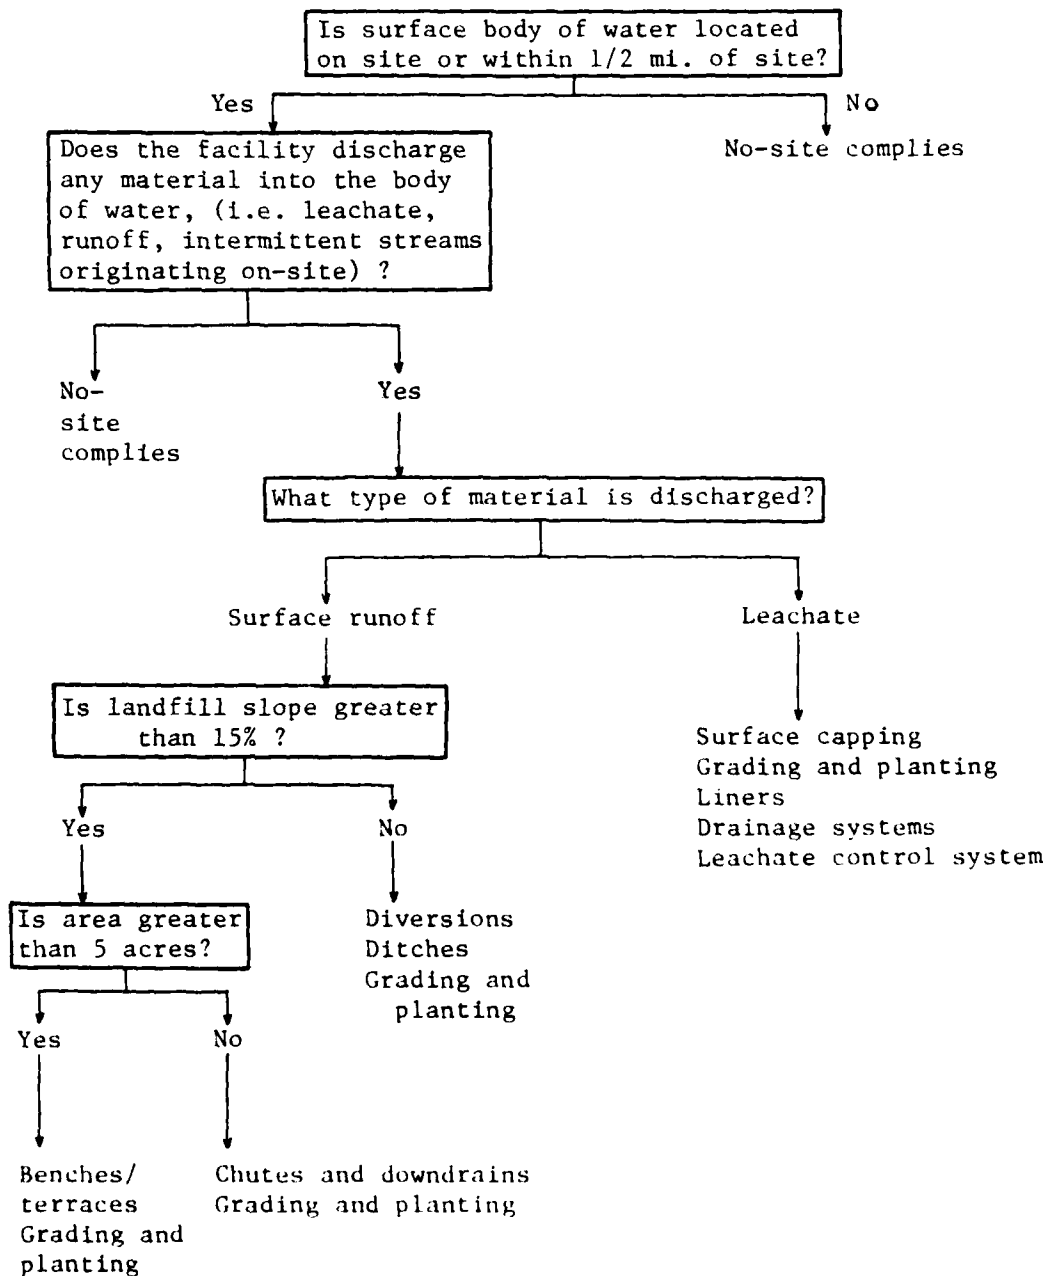 Is surface body of water located
on site or within 1/2 mi. of site?
Yes
No
Does the facility discharge
any material into the body
of water, (i.e. leachate,
runoff, intermittent streams
originating on-site) ?
No-site complies
No-
site
complies
Yes
What type of material is discharged?
Surface runoff
Leachate
Is landfill slope greater
than 15% ?
Surface capping
Grading and planting
Liners
Drainage systems
Leachate control system
Yes
No
Is area greater
than 5 acres?
Diversions
Ditches
Grading and
planting
Yes
No
Benches/
terraces
Grading and
planting
Chutes and downdrains
Grading and planting